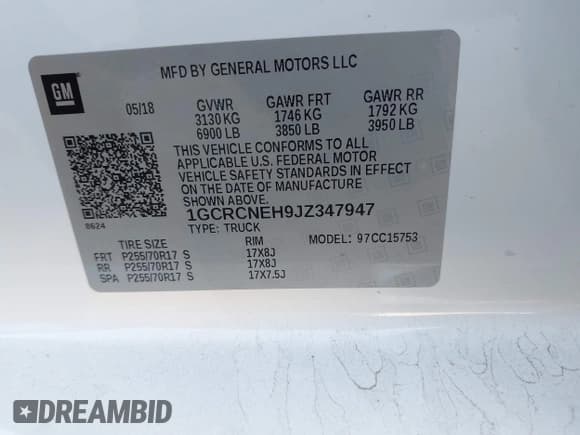 MFD BY GENERAL MOTORS LLC
GM
05/18 GVWR GAWR FRT GAWR RR
3130 KG 1746 KG 1792 KG
6900 LB 3850 LB 3950 LB
THIS VEHICLE CONFORMS TO ALL
APPLICABLE U.S. FEDERAL MOTOR
VEHICLE SAFETY STANDARDS IN EFFECT
ON THE DATE OF MANUFACTURE
SHOWN ABOVE.
8624
1GCRCNEH9JZ347947
TYPE: TRUCK MODEL: 97CC15753
TIRE SIZE RIM
FRT P255/70R17 S 17X8J
RR P255/70R17 S 17X8J
SPA P255/70R17 S 17X7.5J
DREAMBID